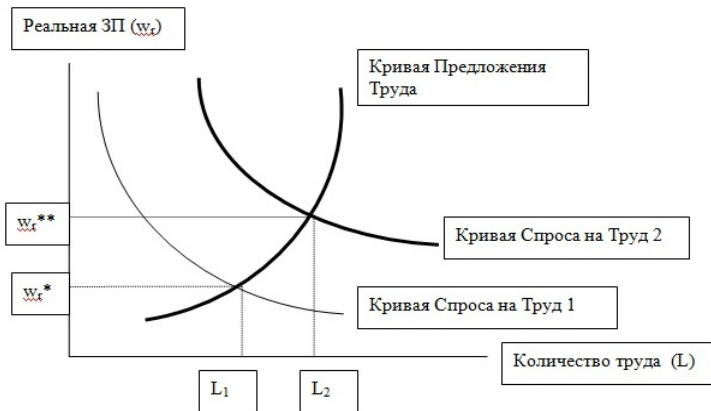 Реальная ЗП (wᵣ)
Кривая Предложения
Труда
wᵣ**
Кривая Спроса на Труд 2
wᵣ*
Кривая Спроса на Труд 1
Количество труда (L)
L₁
L₂